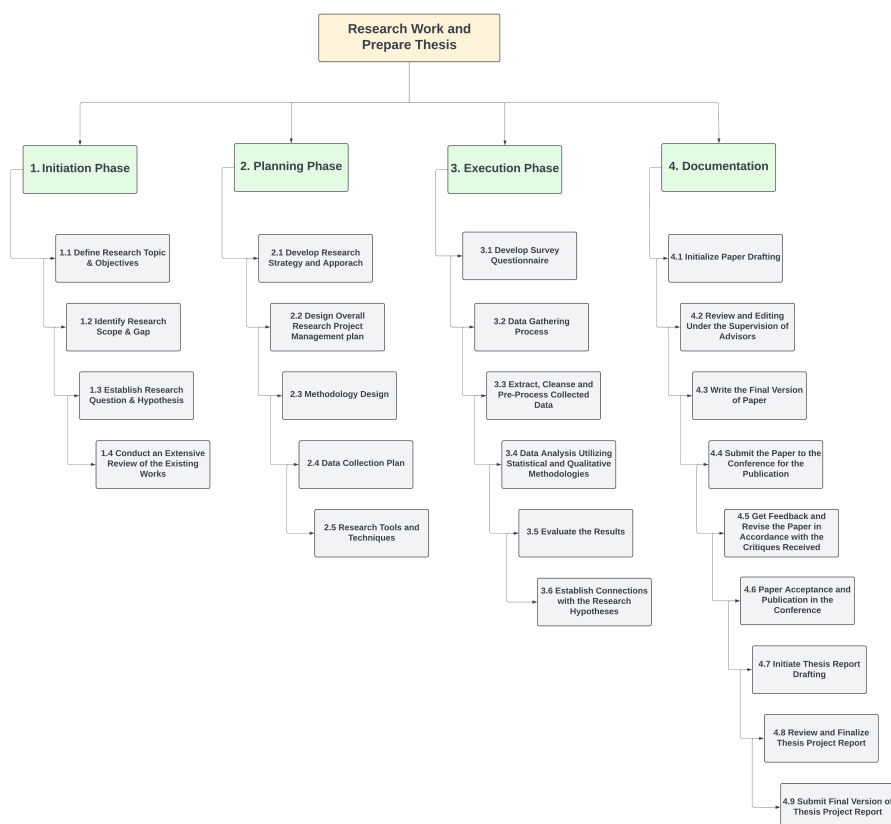 Research Work and
Prepare Thesis
1. Initiation Phase
2. Planning Phase
3. Execution Phase
4. Documentation
1.1 Define Research Topic
& Objectives
1.2 Identify Research
Scope & Gap
1.3 Establish Research
Question & Hypothesis
1.4 Conduct an Extensive
Review of the Existing
Works
2.1 Develop Research
Strategy and Apporach
2.2 Design Overall
Research Project
Management plan
2.3 Methodology Design
2.4 Data Collection Plan
2.5 Research Tools and
Techniques
3.1 Develop Survey
Questionnaire
3.2 Data Gathering
Process
3.3 Extract, Cleanse and
Pre-Process Collected
Data
3.4 Data Analysis Utilizing
Statistical and Qualitative
Methodologies
3.5 Evaluate the Results
3.6 Establish Connections
with the Research
Hypotheses
4.1 Initialize Paper Drafting
4.2 Review and Editing
Under the Supervision of
Advisors
4.3 Write the Final Version
of Paper
4.4 Submit the Paper to the
Conference for the
Publication
4.5 Get Feedback and
Revise the Paper in
Accordance with the
Critiques Received
4.6 Paper Acceptance and
Publication in the
Conference
4.7 Initiate Thesis Report
Drafting
4.8 Review and Finalize
Thesis Project Report
4.9 Submit Final Version of
Thesis Project Report